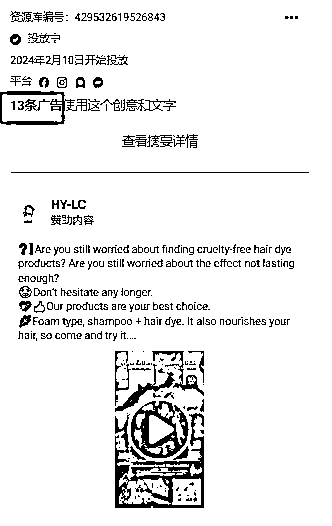 资源库编号：429532619526843
投放中
2024年2月10日开始投放
平台
13条广告使用这个创意和文字
查看摘要详情
HY-LC
赞助内容
❓❗Are you still worried about finding cruelty-free hair dye
products? Are you still worried about the effect not lasting
enough?
Don't hesitate any longer.
Our products are your best choice.
Foam type, shampoo + hair dye. It also nourishes your
hair, so come and try it....